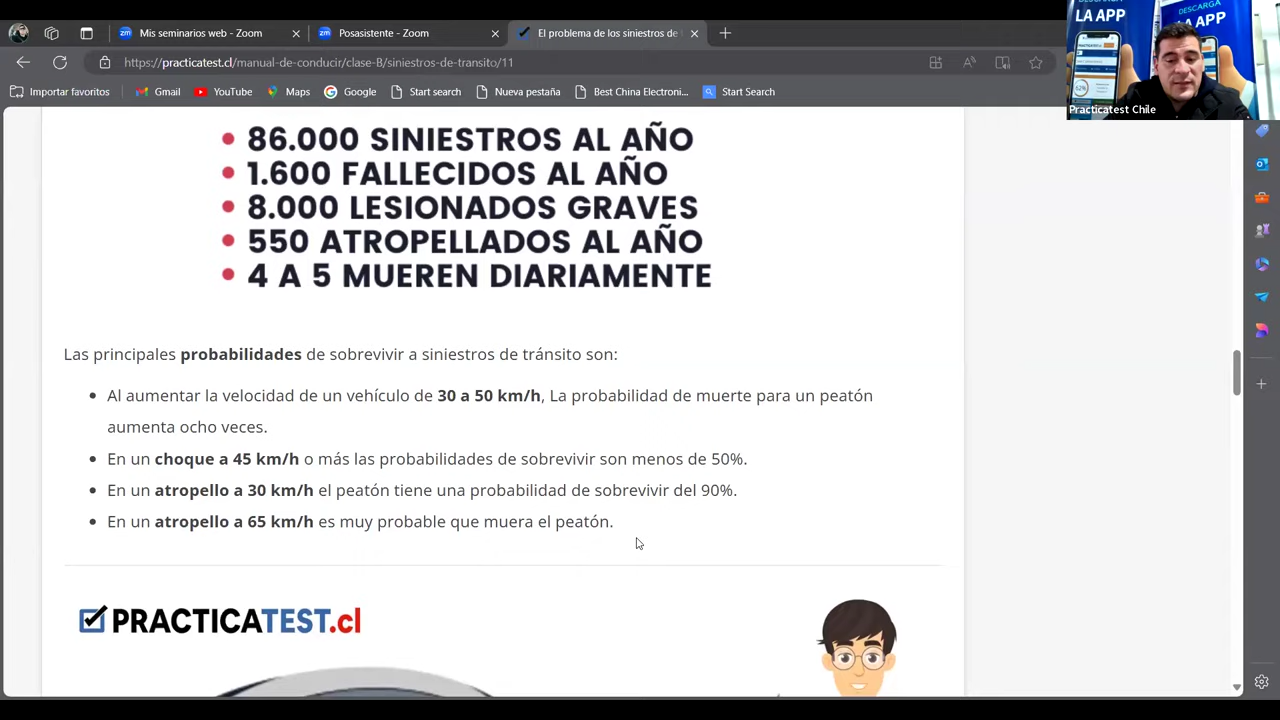 Mis seminarios web - Zoom
Posasistente - Zoom
El problema de los siniestros de
https://practicatest.cl/manual-de-conducir/clase-B/siniestros-de-transito/11
Importar favoritos
Gmail
YouTube
Maps
Google
Start search
Nueva pestaña
Best China Electroni...
Start Search
DESCARGA
LA APP
DESCARGA
LA APP
Practicatest Chile
86.000 SINIESTROS AL AÑO
1.600 FALLECIDOS AL AÑO
8.000 LESIONADOS GRAVES
550 ATROPELLADOS AL AÑO
4 A 5 MUEREN DIARIAMENTE
Las principales probabilidades de sobrevivir a siniestros de tránsito son:
Al aumentar la velocidad de un vehículo de 30 a 50 km/h, La probabilidad de muerte para un peatón
aumenta ocho veces.
En un choque a 45 km/h o más las probabilidades de sobrevivir son menos de 50%.
En un atropello a 30 km/h el peatón tiene una probabilidad de sobrevivir del 90%.
En un atropello a 65 km/h es muy probable que muera el peatón.
PRACTICATEST.cl